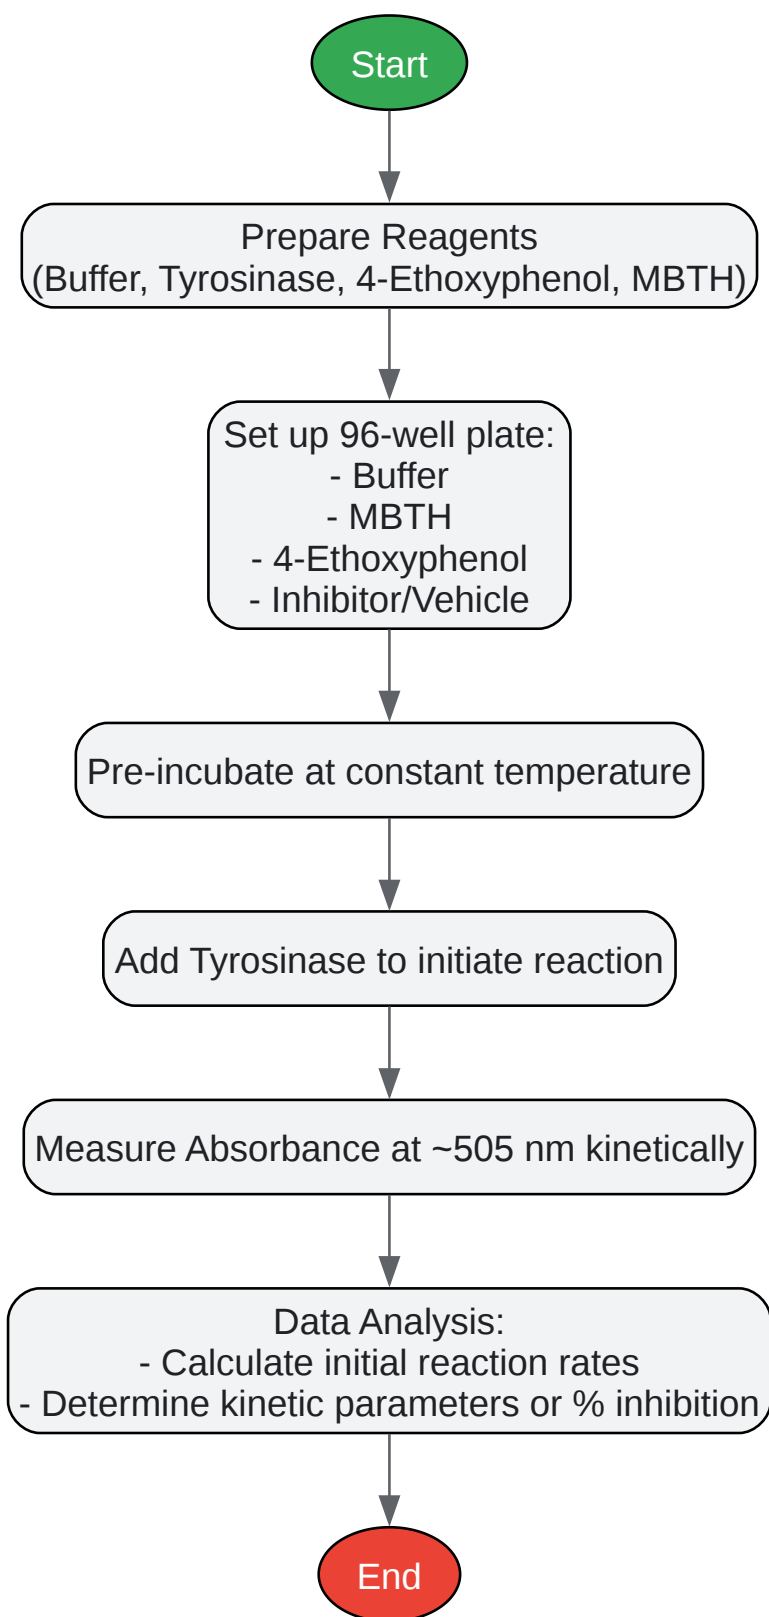 Start
Prepare Reagents
(Buffer, Tyrosinase, 4-Ethoxyphenol, MBTH)
Set up 96-well plate:
- Buffer
- MBTH
- 4-Ethoxyphenol
- Inhibitor/Vehicle
Pre-incubate at constant temperature
Add Tyrosinase to initiate reaction
Measure Absorbance at ~505 nm kinetically
Data Analysis:
- Calculate initial reaction rates
- Determine kinetic parameters or % inhibition
End